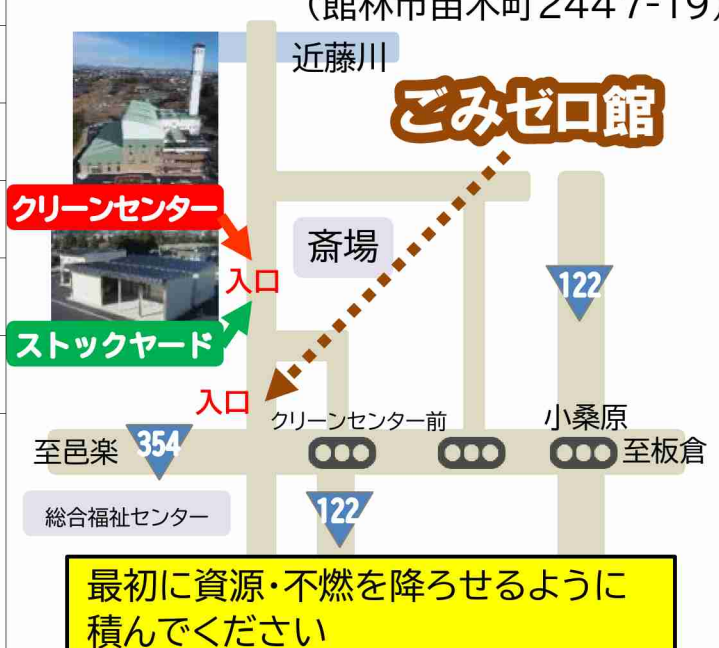 (館林市苗木町2447-19)
近藤川
ごみゼロ館
クリーンセンター
斎場
入口
122
ストックヤード
入口
クリーンセンター前
小桑原
至邑楽
354
至板倉
総合福祉センター
122
最初に資源・不燃を降ろせるように
積んでください